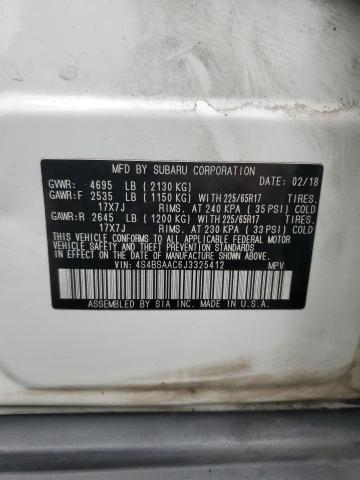 MFD BY SUBARU CORPORATION DATE: 02/18
GVWR: 4695 LB (2130 KG)
GAWR:F 2535 LB (1150 KG) WITH 225/65R17 TIRES.
17X7J RIMS. AT 240 KPA (35 PSI) COLD
GAWR:R 2645 LB (1200 KG) WITH 225/65R17 TIRES.
17X7J RIMS. AT 230 KPA (33 PSI) COLD
THIS VEHICLE CONFORMS TO ALL APPLICABLE FEDERAL MOTOR
VEHICLE SAFETY, BUMPER, AND THEFT PREVENTION STANDARDS
IN EFFECT ON THE DATE OF MANUFACTURE SHOWN ABOVE.
VIN: 4S4BSAAC6J3325412 MPV
ASSEMBLED BY SIA INC. MADE IN U.S.A.